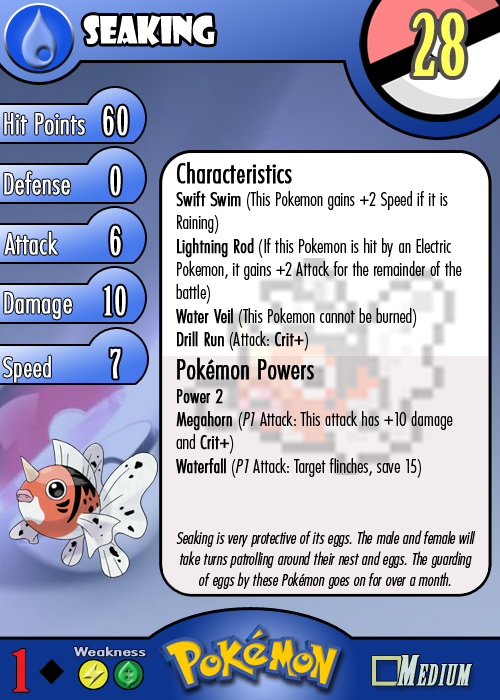 SEAKING
28
Hit Points 60
Defense 0
Attack 6
Damage 10
Speed 7
Characteristics
Swift Swim (This Pokemon gains +2 Speed if it is
Raining)
Lightning Rod (If this Pokemon is hit by an Electric
Pokemon, it gains +2 Attack for the remainder of the
battle)
Water Veil (This Pokemon cannot be burned)
Drill Run (Attack: Crit+)
Pokémon Powers
Power 2
Megahorn (P1 Attack: This attack has +10 damage
and Crit+)
Waterfall (P1 Attack: Target flinches, save 15)
Seaking is very protective of its eggs. The male and female will
take turns patrolling around their nest and eggs. The guarding
of eggs by these Pokémon goes on for over a month.
1
Weakness
POKéMON
MEDIUM